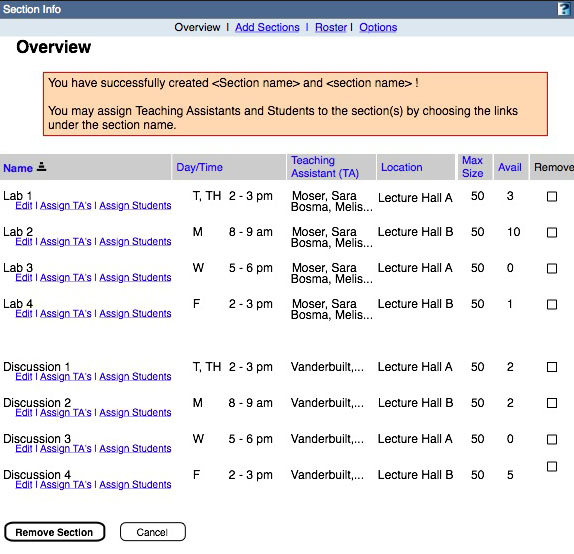 Section Info ?
Overview | Add Sections | Roster | Options
Overview
You have successfully created <Section name> and <section name> !
You may assign Teaching Assistants and Students to the section(s) by choosing the links
under the section name.
Name Day/Time Teaching Assistant (TA) Location Max Size Avail Remove
Lab 1 T, TH 2 - 3 pm Moser, Sara Lecture Hall A 50 3
Edit | Assign TA's | Assign Students Bosma, Melis...
Lab 2 M 8 - 9 am Moser, Sara Lecture Hall B 50 10
Edit | Assign TA's | Assign Students Bosma, Melis...
Lab 3 W 5 - 6 pm Moser, Sara Lecture Hall A 50 0
Edit | Assign TA's | Assign Students Bosma, Melis...
Lab 4 F 2 - 3 pm Moser, Sara Lecture Hall B 50 1
Edit | Assign TA's | Assign Students Bosma, Melis...
Discussion 1 T, TH 2 - 3 pm Vanderbuilt,... Lecture Hall A 50 2
Edit | Assign TA's | Assign Students
Discussion 2 M 8 - 9 am Vanderbuilt,... Lecture Hall B 50 2
Edit | Assign TA's | Assign Students
Discussion 3 W 5 - 6 pm Vanderbuilt,... Lecture Hall A 50 0
Edit | Assign TA's | Assign Students
Discussion 4 F 2 - 3 pm Vanderbuilt,... Lecture Hall B 50 5
Edit | Assign TA's | Assign Students
Remove Section Cancel